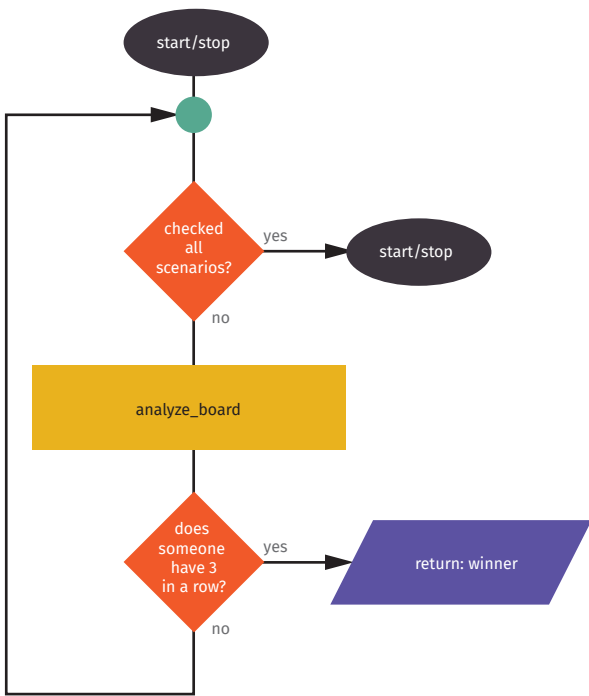 start/stop
checked
all
scenarios?
yes
start/stop
no
analyze_board
does
someone
have 3
in a row?
yes
return: winner
no